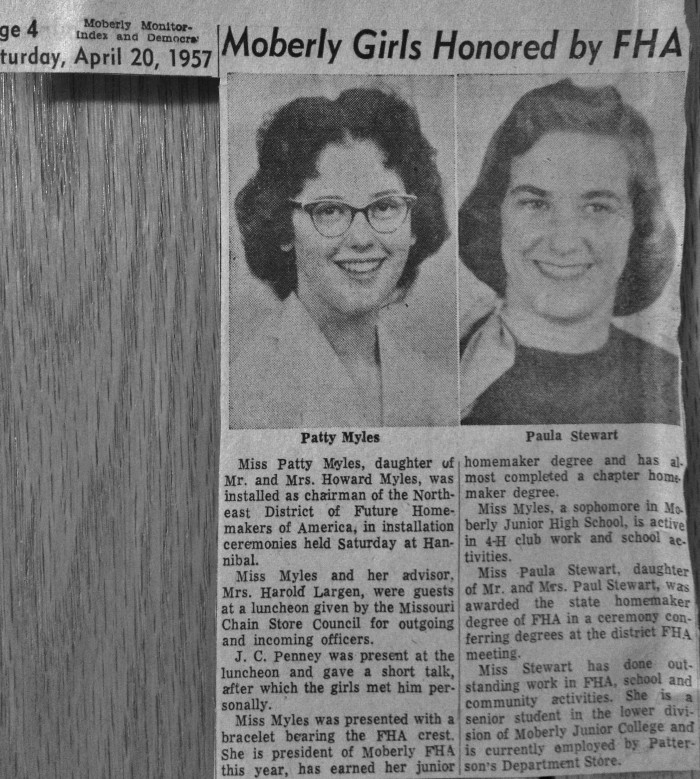 ge 4
Moberly Monitor-
Index and Democra
turday, April 20, 1957
Moberly Girls Honored by FHA
Patty Myles
Paula Stewart
Miss Patty Myles, daughter of
Mr. and Mrs. Howard Myles, was
installed as chairman of the North-
east District of Future Home-
makers of America, in installation
ceremonies held Saturday at Han-
nibal.
Miss Myles and her advisor,
Mrs. Harold Largen, were guests
at a luncheon given by the Missouri
Chain Store Council for outgoing
and incoming officers.
J. C. Penney was present at the
luncheon and gave a short talk,
after which the girls met him per-
sonally.
Miss Myles was presented with a
bracelet bearing the FHA crest.
She is president of Moberly FHA
this year, has earned her junior
homemaker degree and has al-
most completed a chapter home-
maker degree.
Miss Myles, a sophomore in Mo-
berly Junior High School, is active
in 4-H club work and school ac-
tivities.
Miss Paula Stewart, daughter
of Mr. and Mrs. Paul Stewart, was
awarded the state homemaker
degree of FHA in a ceremony con-
ferring degrees at the district FHA
meeting.
Miss Stewart has done out-
standing work in FHA, school and
community activities. She is a
senior student in the lower divi-
sion of Moberly Junior College and
is currently employed by Patter-
son's Department Store.